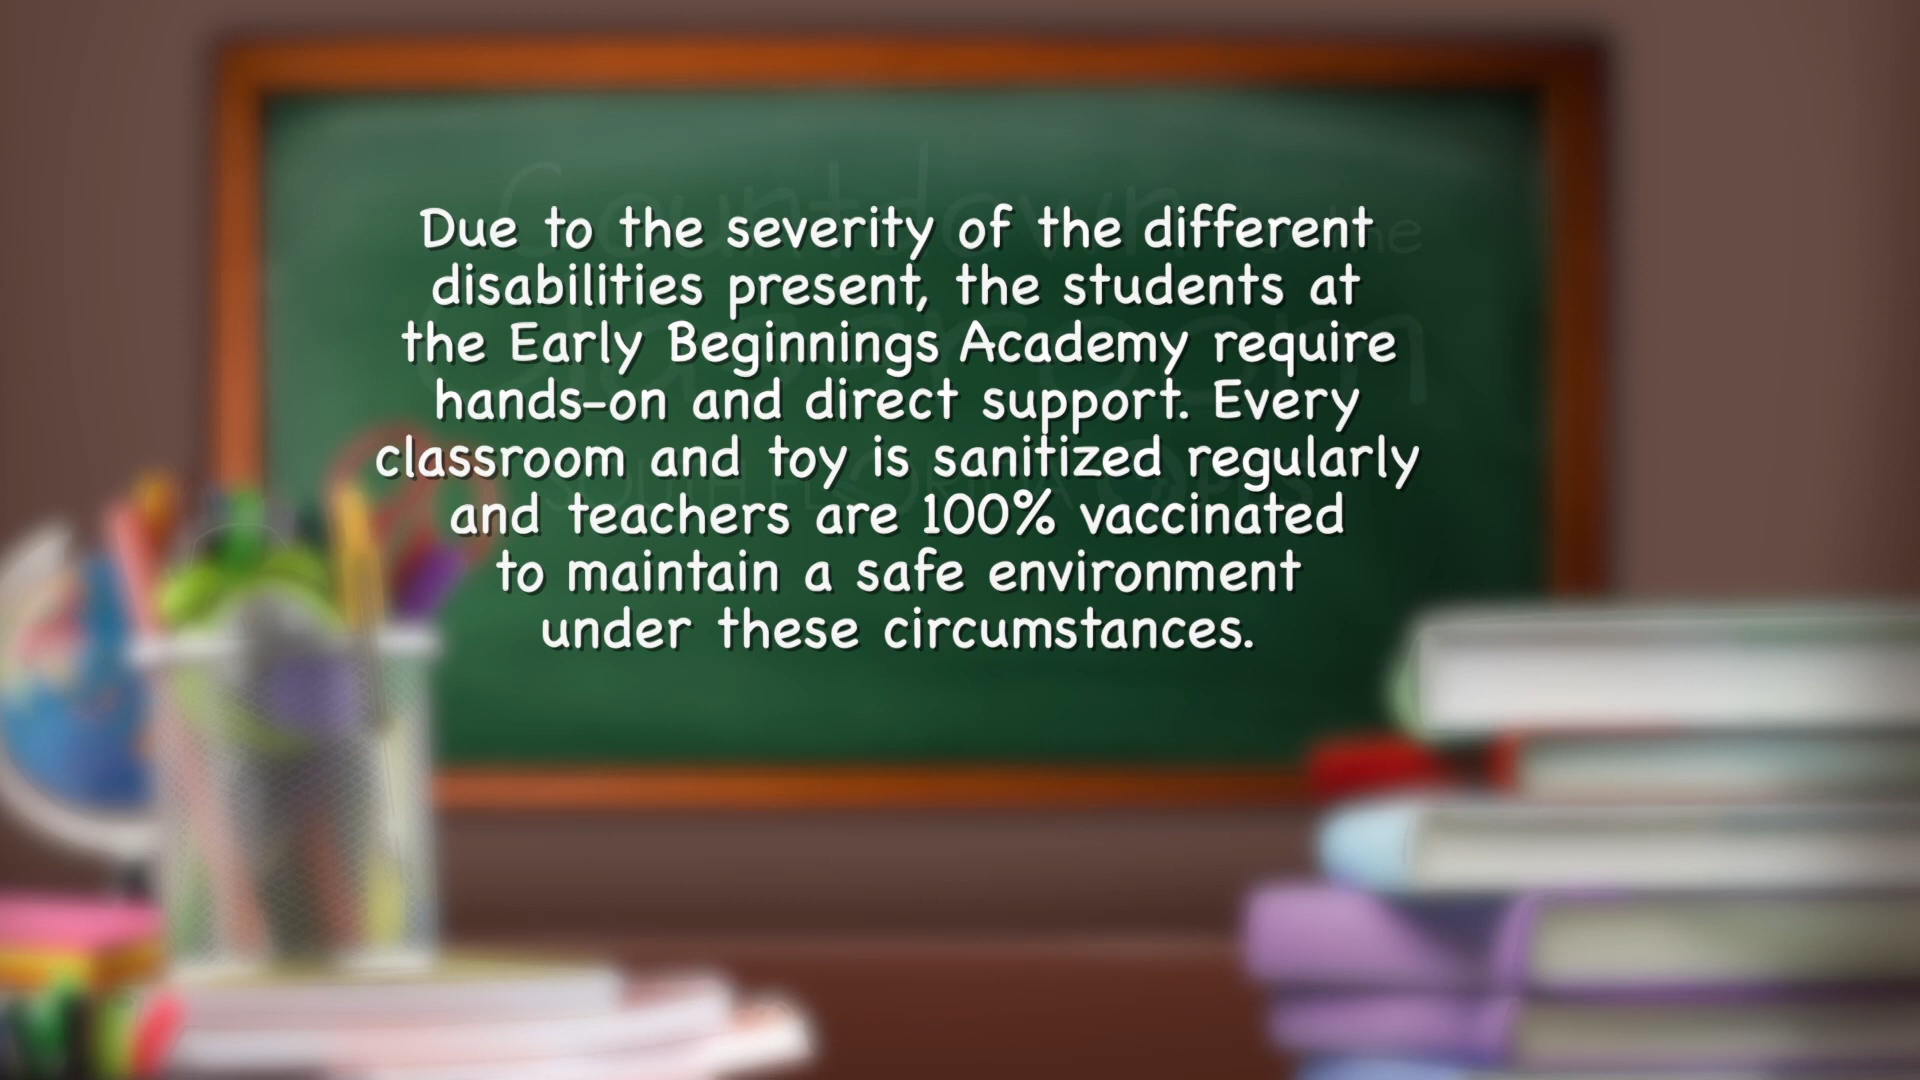 Due to the severity of the different
disabilities present, the students at
the Early Beginnings Academy require
hands-on and direct support. Every
classroom and toy is sanitized regularly
and teachers are 100% vaccinated
to maintain a safe environment
under these circumstances.